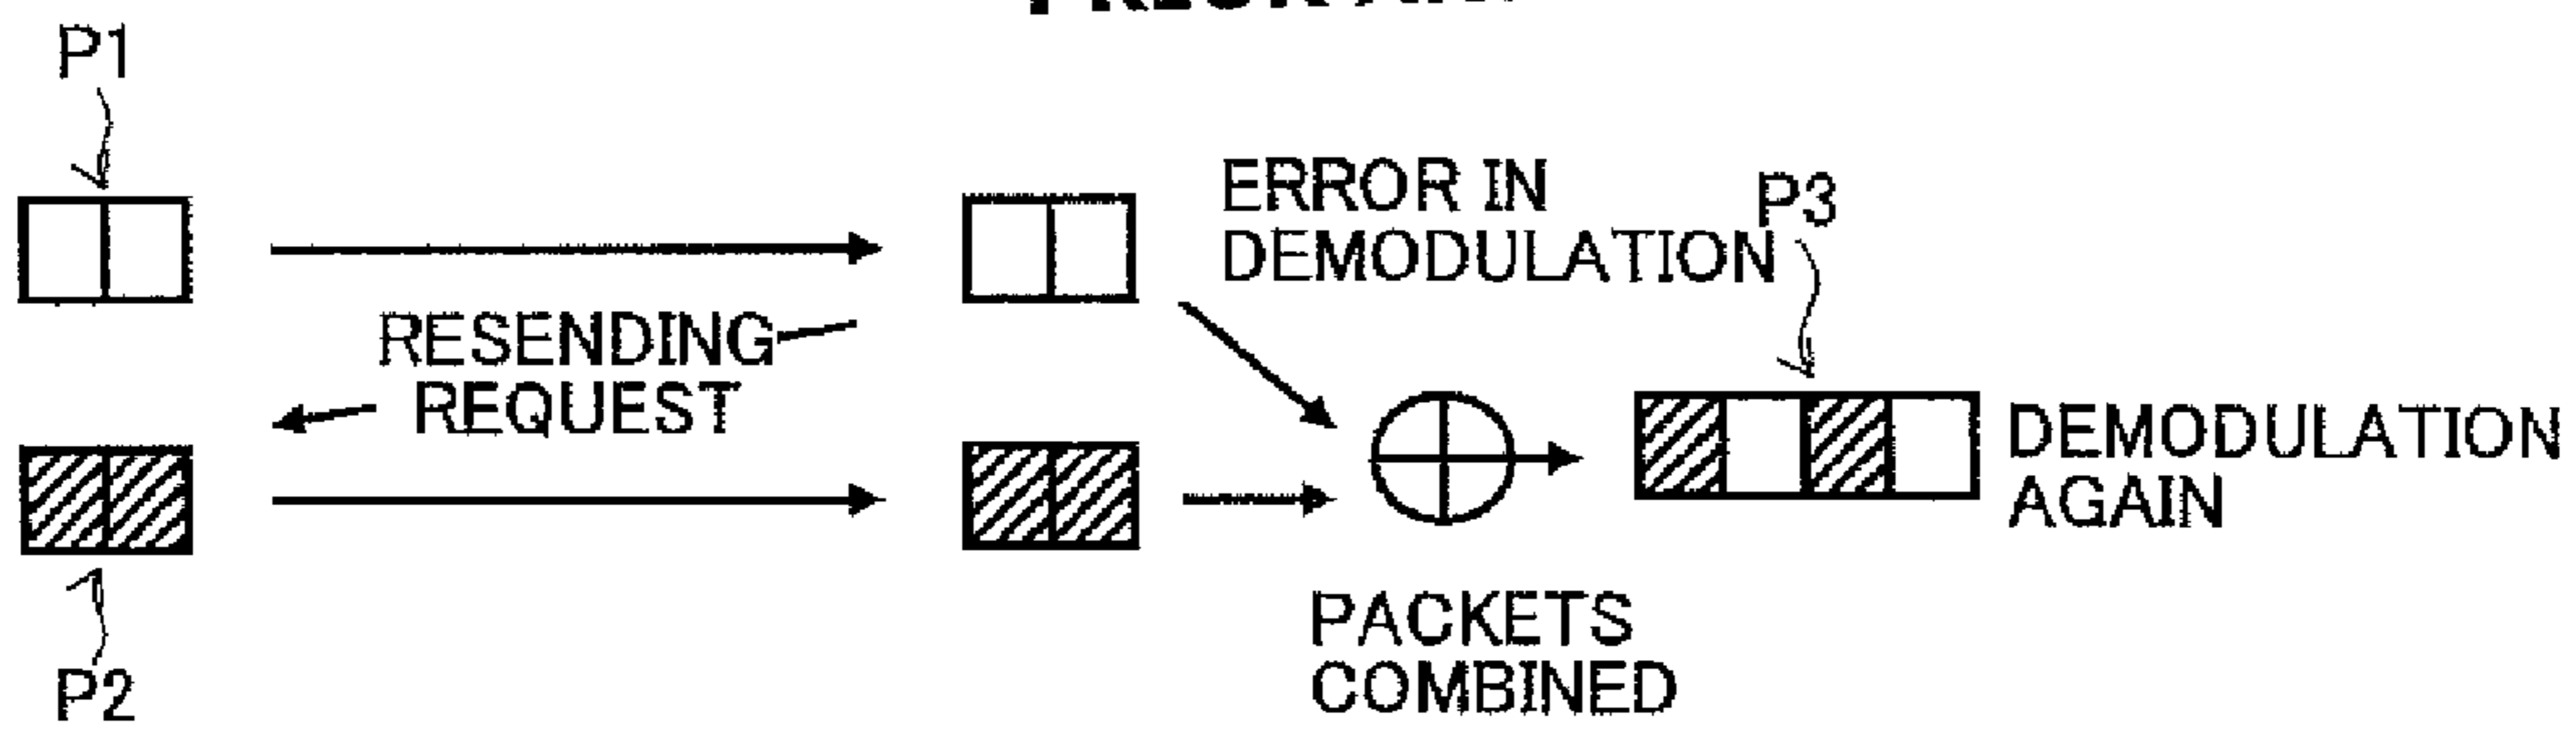 P1
ERROR IN
DEMODULATION
P3
RESENDING
REQUEST
DEMODULATION
AGAIN
PACKETS
COMBINED
P2